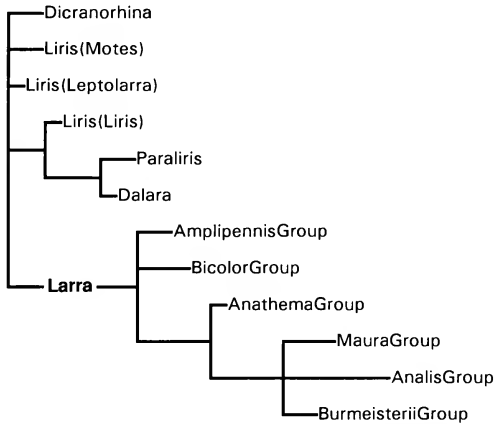 Dicranorhina
Liris(Motes)
Liris(Leptolarra)
Liris(Liris)
Paraliris
Dalara
AmplipennisGroup
BicolorGroup
Larra
AnathemaGroup
MauraGroup
AnalisGroup
BurmeisteriiGroup